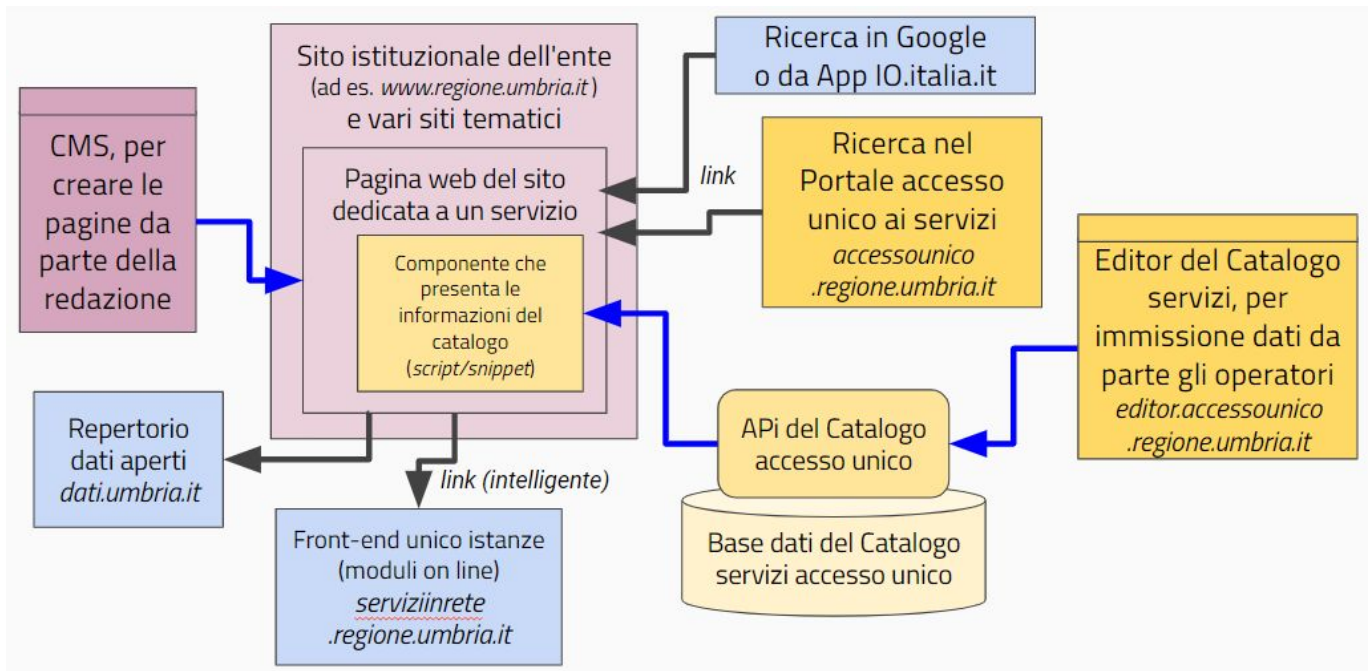 Sito istituzionale dell'ente
(ad es. www.regione.umbria.it )
e vari siti tematici
Ricerca in Google
o da App IO.italia.it
CMS, per
creare le
pagine da
parte della
redazione
Pagina web del sito
dedicata a un servizio
link
Ricerca nel
Portale accesso
unico ai servizi
accessounico
.regione.umbria.it
Componente che
presenta le
informazioni del
catalogo
(script/snippet)
Editor del Catalogo
servizi, per
immissione dati da
parte gli operatori
editor.accessounico
.regione.umbria.it
Repertorio
dati aperti
dati.umbria.it
link (intelligente)
APi del Catalogo
accesso unico
Base dati del Catalogo
servizi accesso unico
Front-end unico istanze
(moduli on line)
serviziinrete
.regione.umbria.it